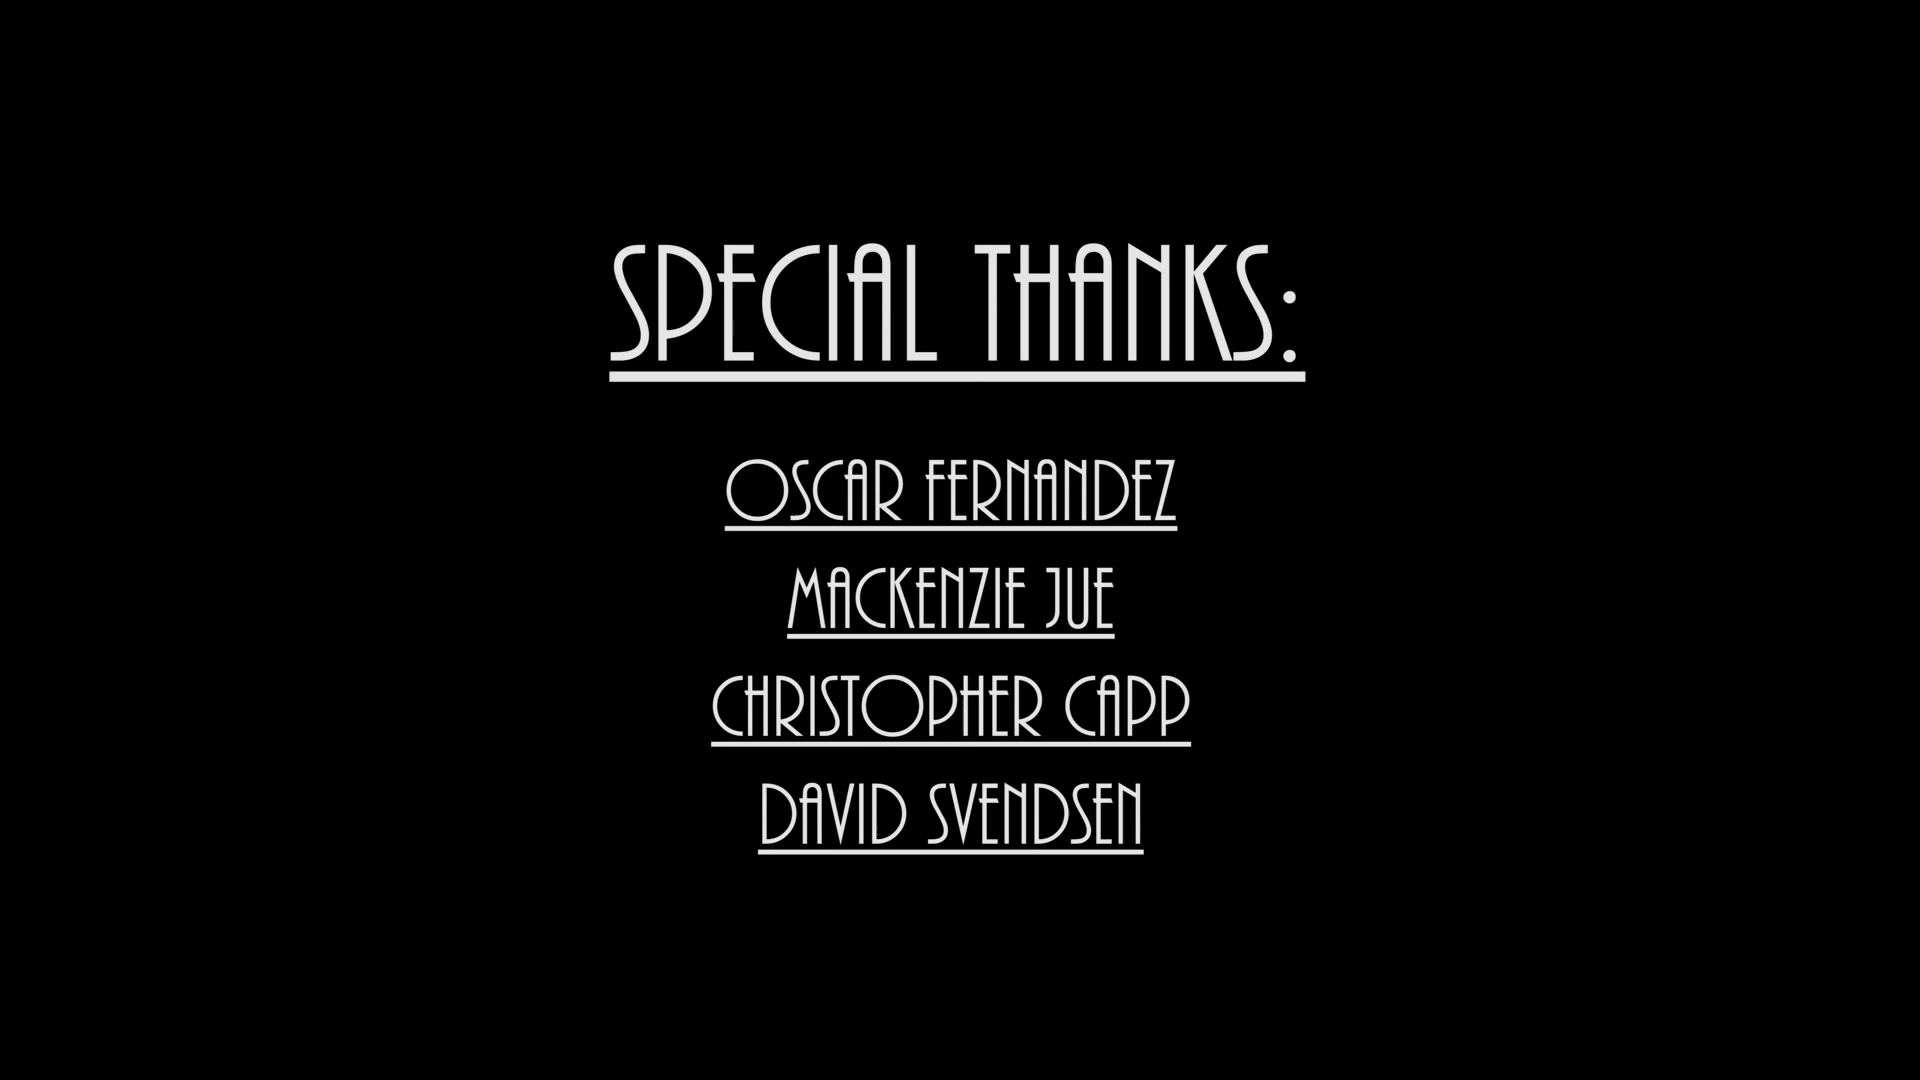 SPECIAL THANKS:
OSCAR FERNANDEZ
MACKENZIE JUE
CHRISTOPHER CAPP
DAVID SVENDSEN